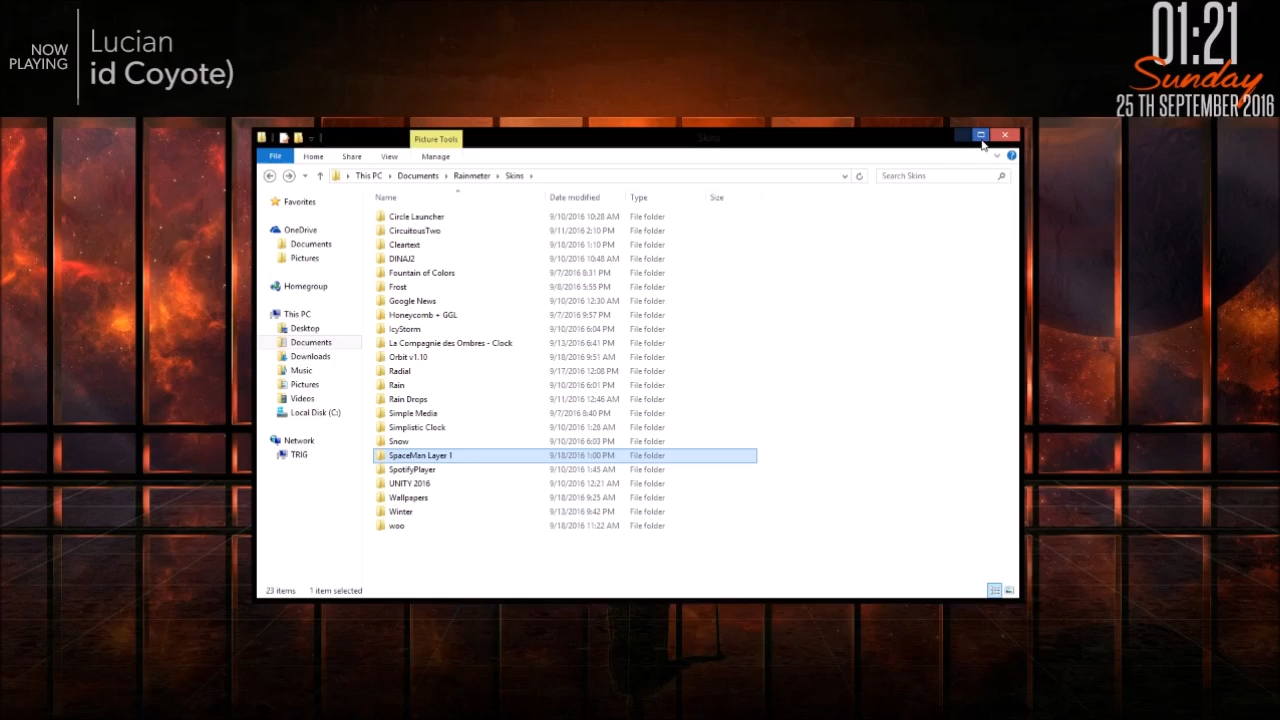 NOW PLAYING
Lucian
id Coyote)
01:21
Sunday
25 TH SEPTEMBER 2016
Picture Tools
Skins
File Home Share View Manage
This PC Documents Rainmeter Skins
Search Skins
Name Date modified Type Size
Favorites
OneDrive
Documents
Pictures
Homegroup
This PC
Desktop
Documents
Downloads
Music
Pictures
Videos
Local Disk (C:)
Network
TRIG
Circle Launcher 9/10/2016 10:28 AM File folder
CircuitousTwo 9/11/2016 2:10 PM File folder
Cleartext 9/18/2016 1:10 PM File folder
DINAJ2 9/10/2016 10:48 AM File folder
Fountain of Colors 9/7/2016 8:31 PM File folder
Frost 9/8/2016 5:55 PM File folder
Google News 9/10/2016 12:30 AM File folder
Honeycomb + GGL 9/7/2016 9:57 PM File folder
IcyStorm 9/10/2016 6:04 PM File folder
La Compagnie des Ombres - Clock 9/13/2016 6:41 PM File folder
Orbit v1.10 9/18/2016 9:51 AM File folder
Radial 9/17/2016 12:08 PM File folder
Rain 9/10/2016 6:01 PM File folder
Rain Drops 9/11/2016 12:46 AM File folder
Simple Media 9/7/2016 8:40 PM File folder
Simplistic Clock 9/10/2016 1:28 AM File folder
Snow 9/10/2016 6:03 PM File folder
SpaceMan Layer 1 9/18/2016 1:00 PM File folder
SpotifyPlayer 9/10/2016 1:45 AM File folder
UNITY 2016 9/10/2016 12:21 AM File folder
Wallpapers 9/18/2016 9:25 AM File folder
Winter 9/13/2016 9:42 PM File folder
woo 9/18/2016 11:22 AM File folder
23 items 1 item selected